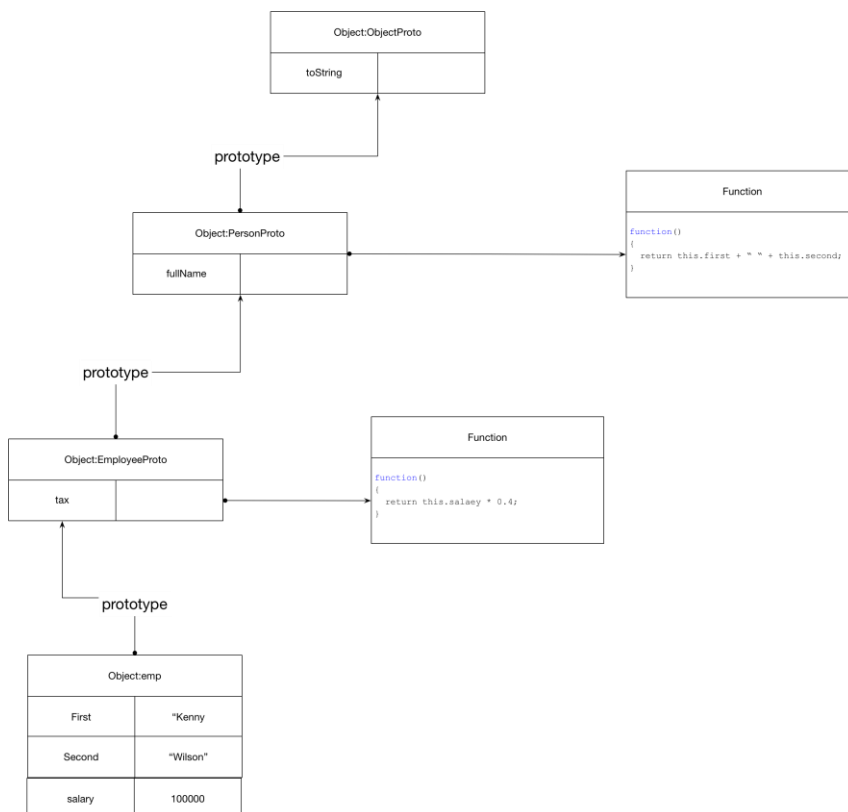 Object:ObjectProto
toString
prototype
Object:PersonProto
fullName
Function
function()
{
return this.first + “ “ + this.second;
}
prototype
Object:EmployeeProto
tax
Function
function()
{
return this.salaey * 0.4;
}
prototype
Object:emp
First “Kenny
Second “Wilson”
salary 100000